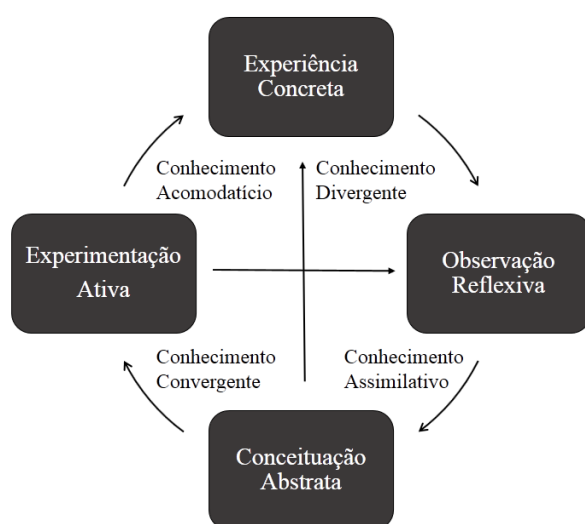 Experiência
Concreta
Conhecimento
Acomodatício
Conhecimento
Divergente
Experimentação
Ativa
Observação
Reflexiva
Conhecimento
Convergente
Conhecimento
Assimilativo
Conceituação
Abstrata